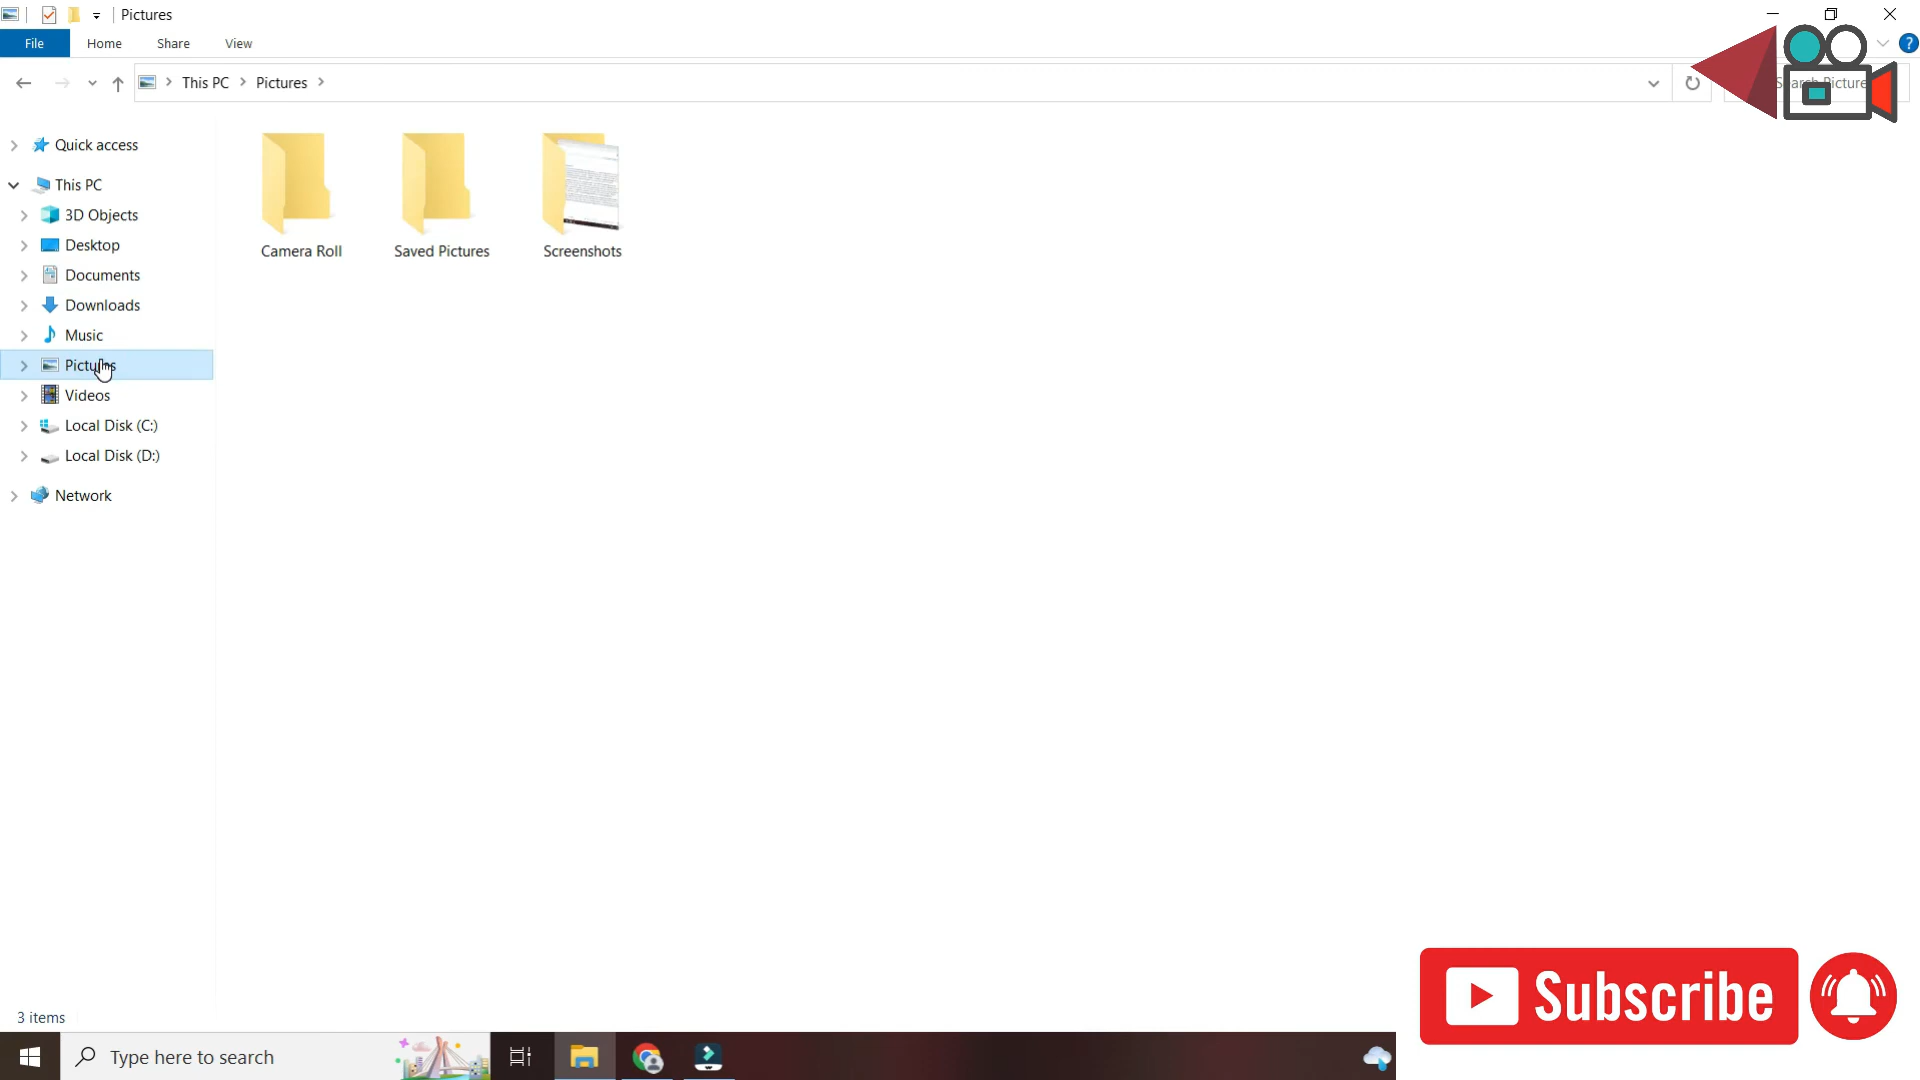 Pictures
File Home Share View
This PC Pictures
Quick access
This PC
3D Objects
Desktop
Documents
Downloads
Music
Pictures
Videos
Local Disk (C:)
Local Disk (D:)
Network
Camera Roll Saved Pictures Screenshots
3 items
Type here to search
Subscribe